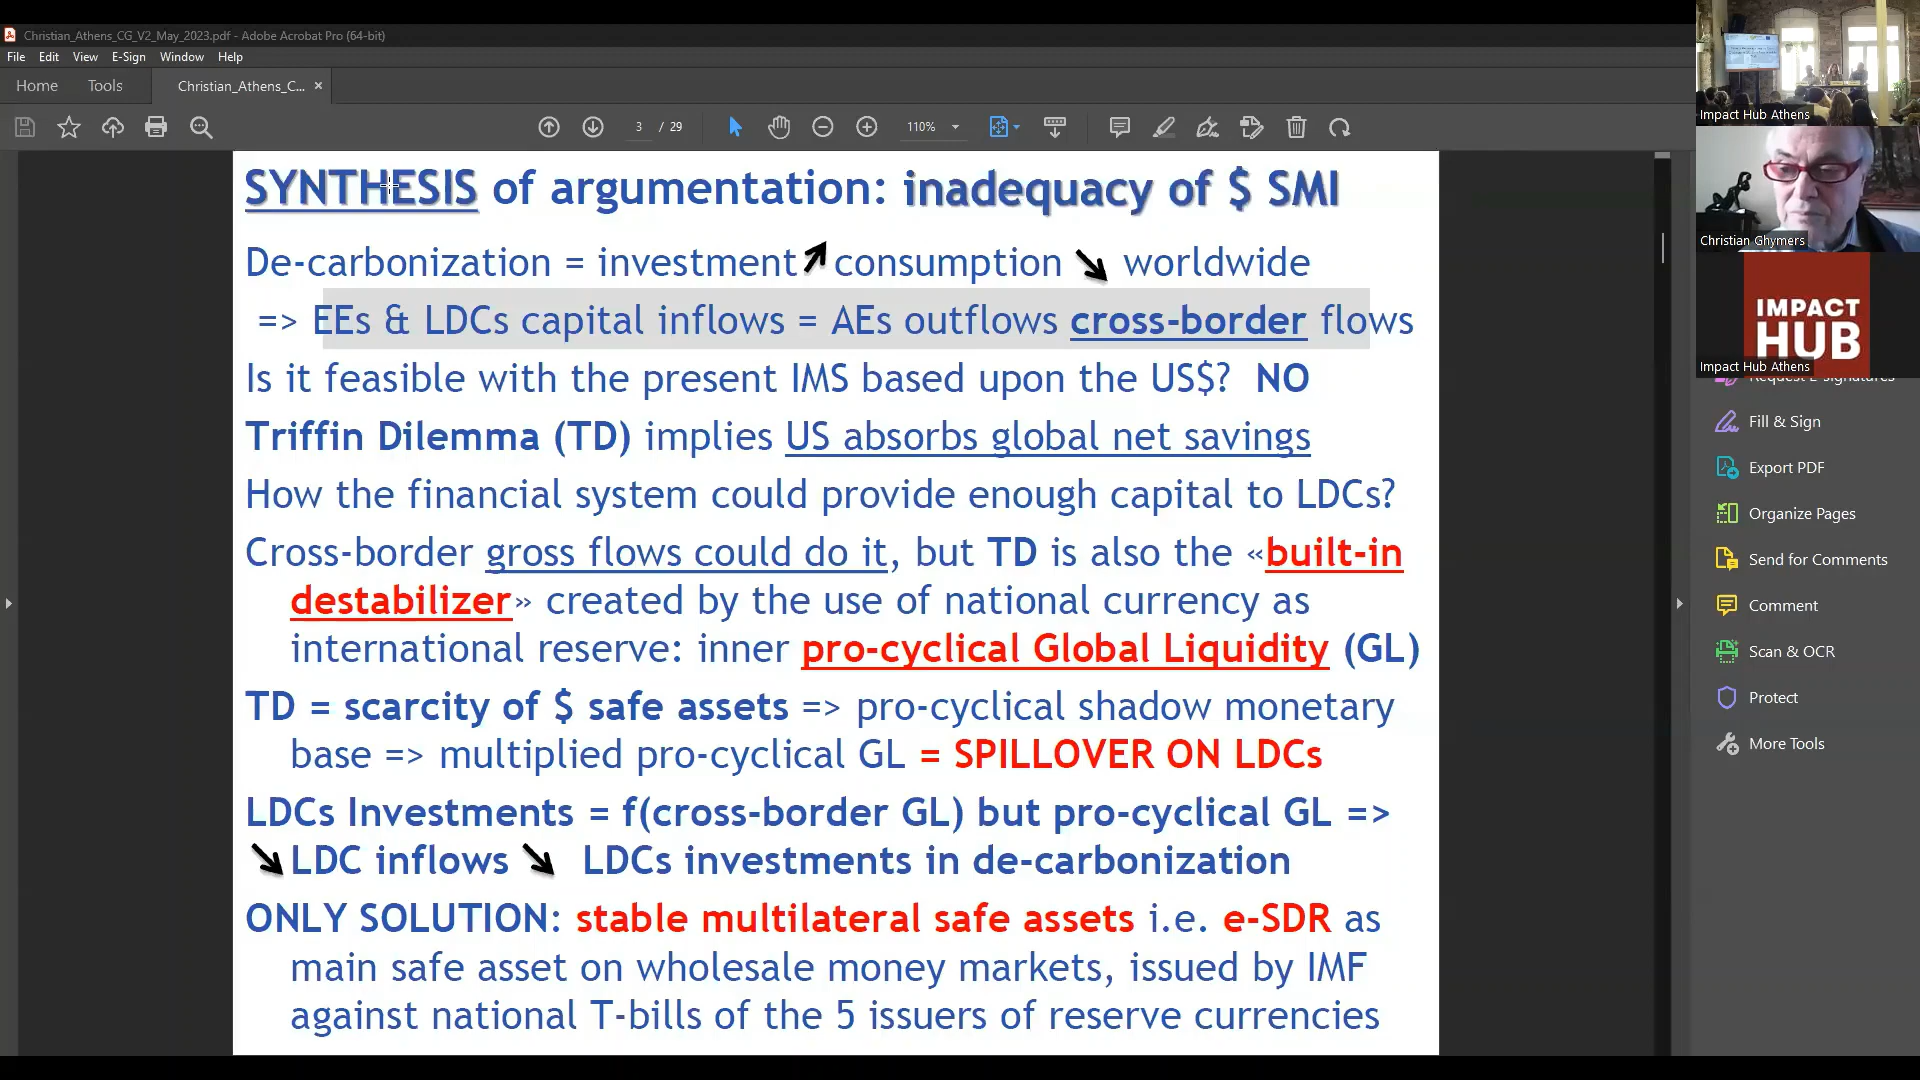 Christian_Athens_CG_V2_May_2023.pdf - Adobe Acrobat Pro (64-bit)
File Edit View E-Sign Window Help
Home Tools Christian_Athens_C... ×
3 / 29 110%
SYNTHESIS of argumentation: inadequacy of $ SMI
De-carbonization = investment consumption worldwide
=> EEs & LDCs capital inflows = AEs outflows cross-border flows
Is it feasible with the present IMS based upon the US$? NO
Triffin Dilemma (TD) implies US absorbs global net savings
How the financial system could provide enough capital to LDCs?
Cross-border gross flows could do it, but TD is also the «built-in
destabilizer» created by the use of national currency as
international reserve: inner pro-cyclical Global Liquidity (GL)
TD = scarcity of $ safe assets => pro-cyclical shadow monetary
base => multiplied pro-cyclical GL = SPILLOVER ON LDCs
LDCs Investments = f(cross-border GL) but pro-cyclical GL =>
LDC inflows LDCs investments in de-carbonization
ONLY SOLUTION: stable multilateral safe assets i.e. e-SDR as
main safe asset on wholesale money markets, issued by IMF
against national T-bills of the 5 issuers of reserve currencies
Impact Hub Athens
Christian Ghymers
IMPACT
HUB
Impact Hub Athens
Request E-signatures
Fill & Sign
Export PDF
Organize Pages
Send for Comments
Comment
Scan & OCR
Protect
More Tools